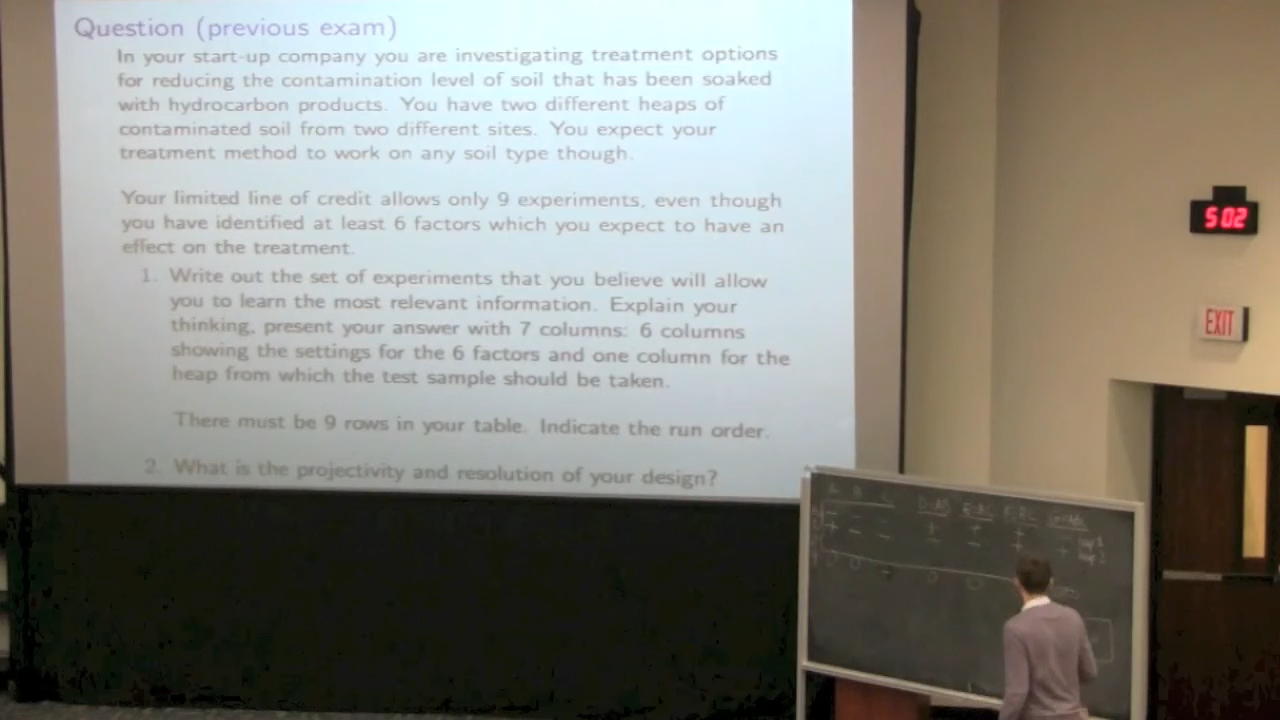 Question (previous exam)
In your start-up company you are investigating treatment options
for reducing the contamination level of soil that has been soaked
with hydrocarbon products. You have two different heaps of
contaminated soil from two different sites. You expect your
treatment method to work on any soil type though.
Your limited line of credit allows only 9 experiments, even though
you have identified at least 6 factors which you expect to have an
effect on the treatment.
1. Write out the set of experiments that you believe will allow
you to learn the most relevant information. Explain your
thinking, present your answer with 7 columns: 6 columns
showing the settings for the 6 factors and one column for the
heap from which the test sample should be taken.
There must be 9 rows in your table. Indicate the run order.
2. What is the projectivity and resolution of your design?
5 02
EXIT
A B C D=AB